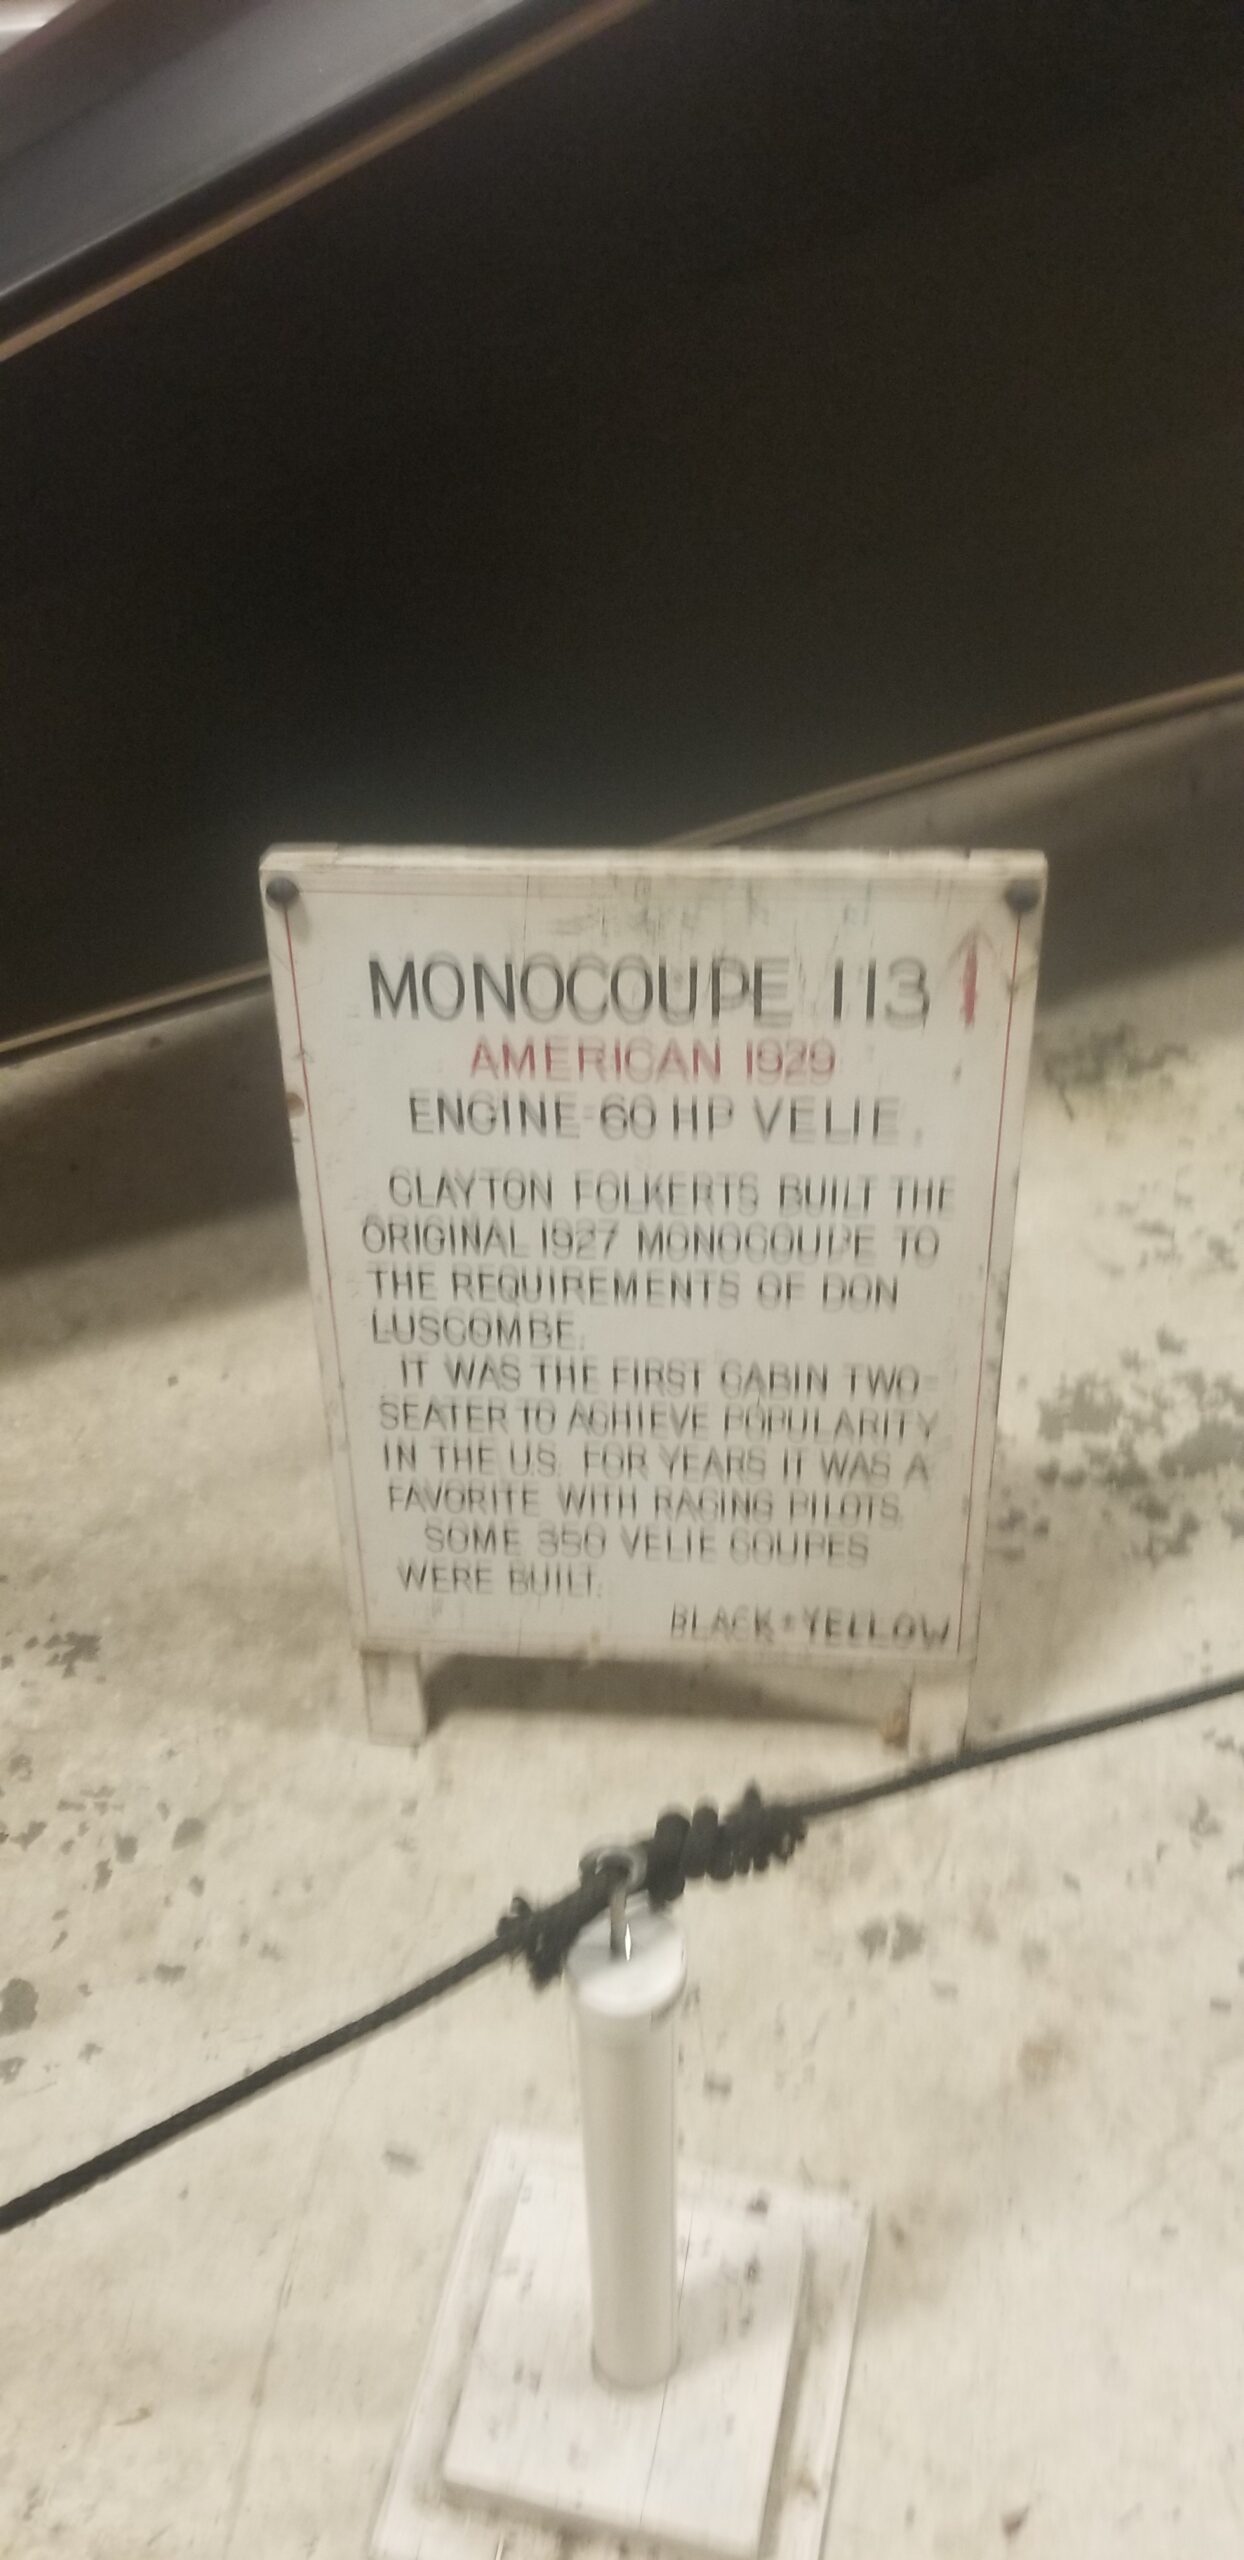 MONOCOUPE 113
AMERICAN 1929
ENGINE-60 HP VELIE.
CLAYTON FOLKERTS BUILT THE
ORIGINAL 1927 MONOCOUPE TO
THE REQUIREMENTS OF DON
LUSCOMBE.
IT WAS THE FIRST CABIN TWO-
SEATER TO ACHIEVE POPULARITY
IN THE U.S. FOR YEARS IT WAS A
FAVORITE WITH RACING PILOTS.
SOME 350 VELIE COUPES
WERE BUILT.
BLACK + YELLOW